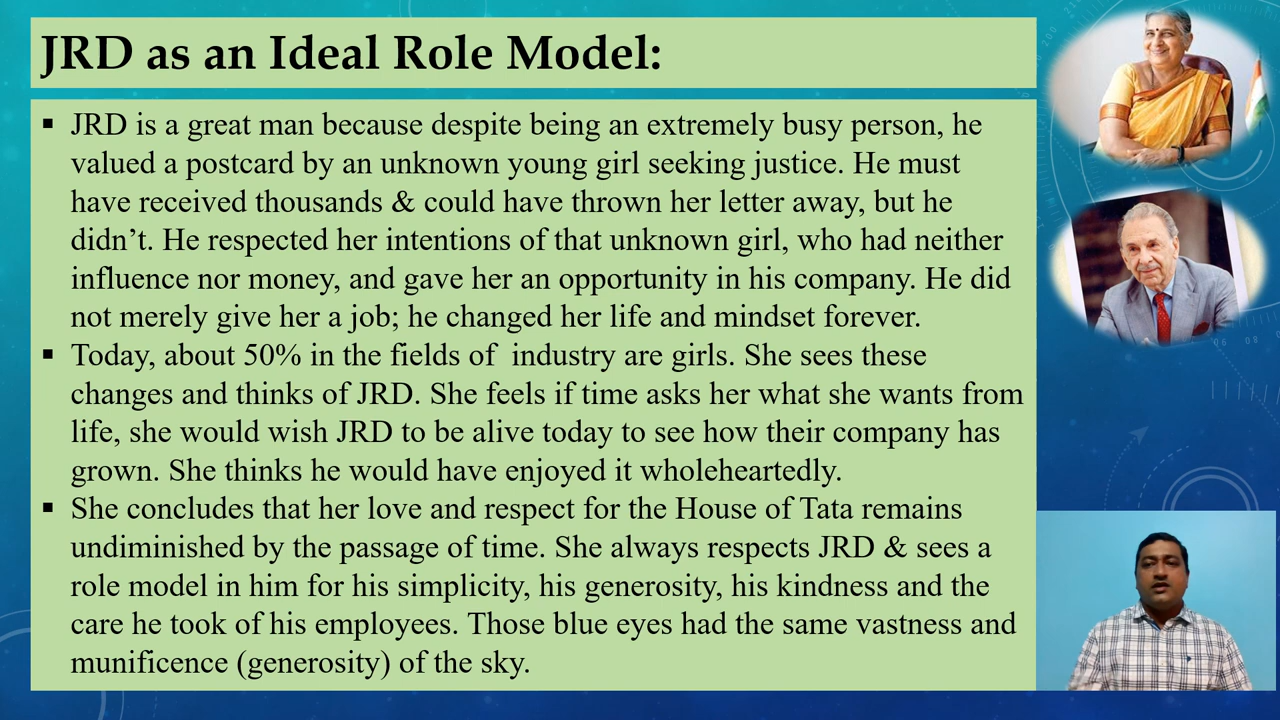 JRD as an Ideal Role Model:
▪ JRD is a great man because despite being an extremely busy person, he
valued a postcard by an unknown young girl seeking justice. He must
have received thousands & could have thrown her letter away, but he
didn’t. He respected her intentions of that unknown girl, who had neither
influence nor money, and gave her an opportunity in his company. He did
not merely give her a job; he changed her life and mindset forever.
▪ Today, about 50% in the fields of  industry are girls. She sees these
changes and thinks of JRD. She feels if time asks her what she wants from
life, she would wish JRD to be alive today to see how their company has
grown. She thinks he would have enjoyed it wholeheartedly.
▪ She concludes that her love and respect for the House of Tata remains
undiminished by the passage of time. She always respects JRD & sees a
role model in him for his simplicity, his generosity, his kindness and the
care he took of his employees. Those blue eyes had the same vastness and
munificence (generosity) of the sky.